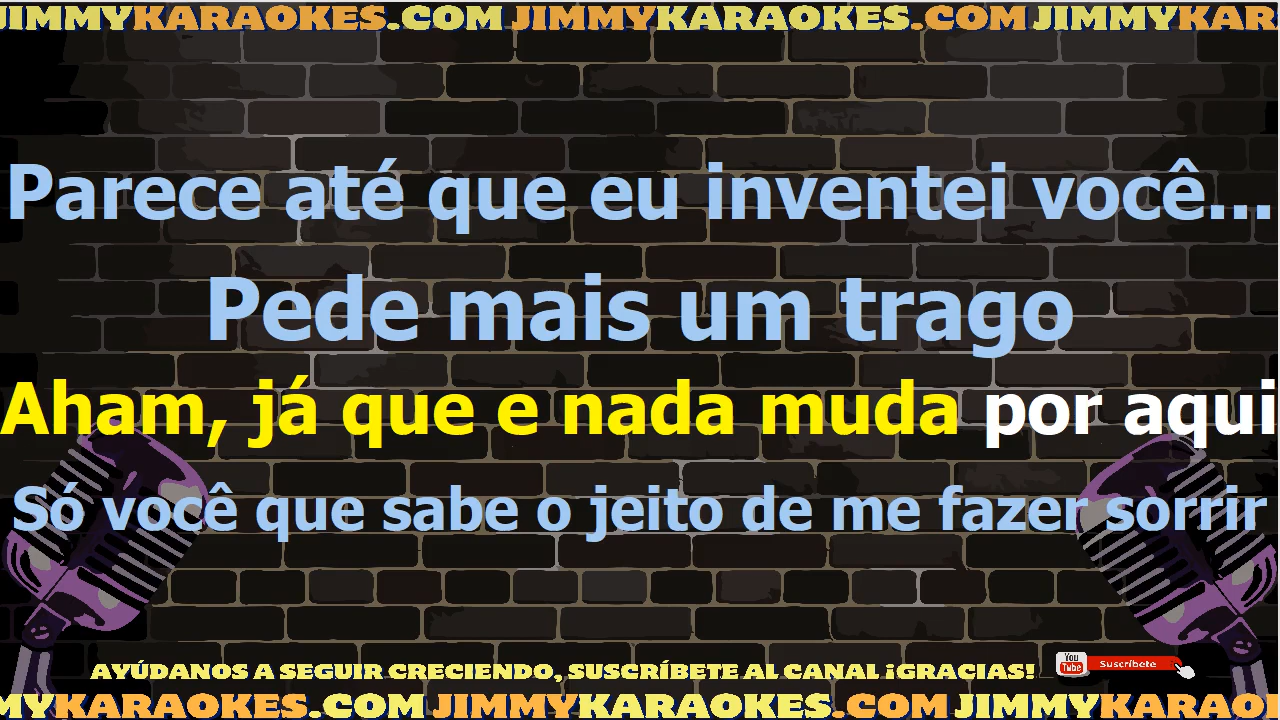 JIMMYKARAOKES.COM JIMMYKARAOKES.COM JIMMYKAR
Parece até que eu inventei você...
Pede mais um trago
Aham, já que e nada muda por aqui
Só você que sabe o jeito de me fazer sorrir
AYÚDANOS A SEGUIR CRECIENDO, SUSCRÍBETE AL CANAL ¡GRACIAS!
You Tube Suscríbete
MYKARAOKES.COM JIMMYKARAOKES.COM JIMMYKARAOK